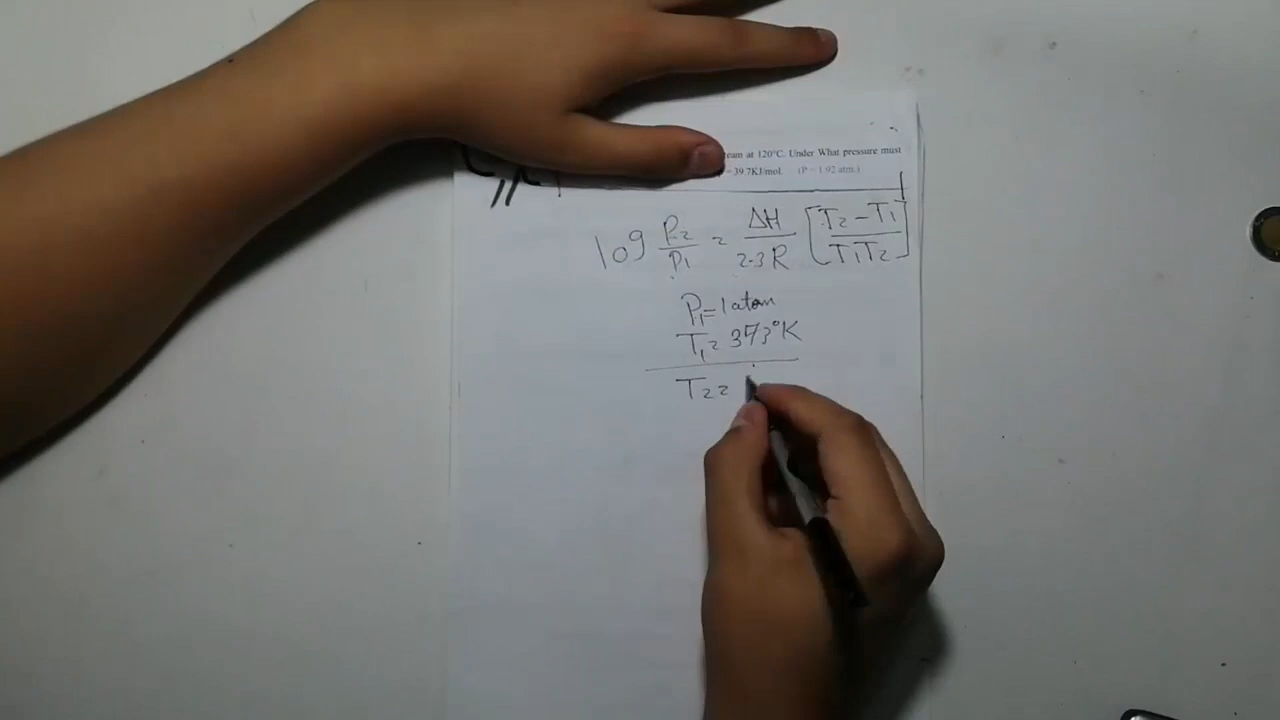 at 120°C. Under What pressure must
= 39.7KJ/mol. (P = 1.92 atm.)
log P2/P1 = ΔH/2.3R [T2-T1/T1T2]
P1=1 atom
T1= 373°K
T2=